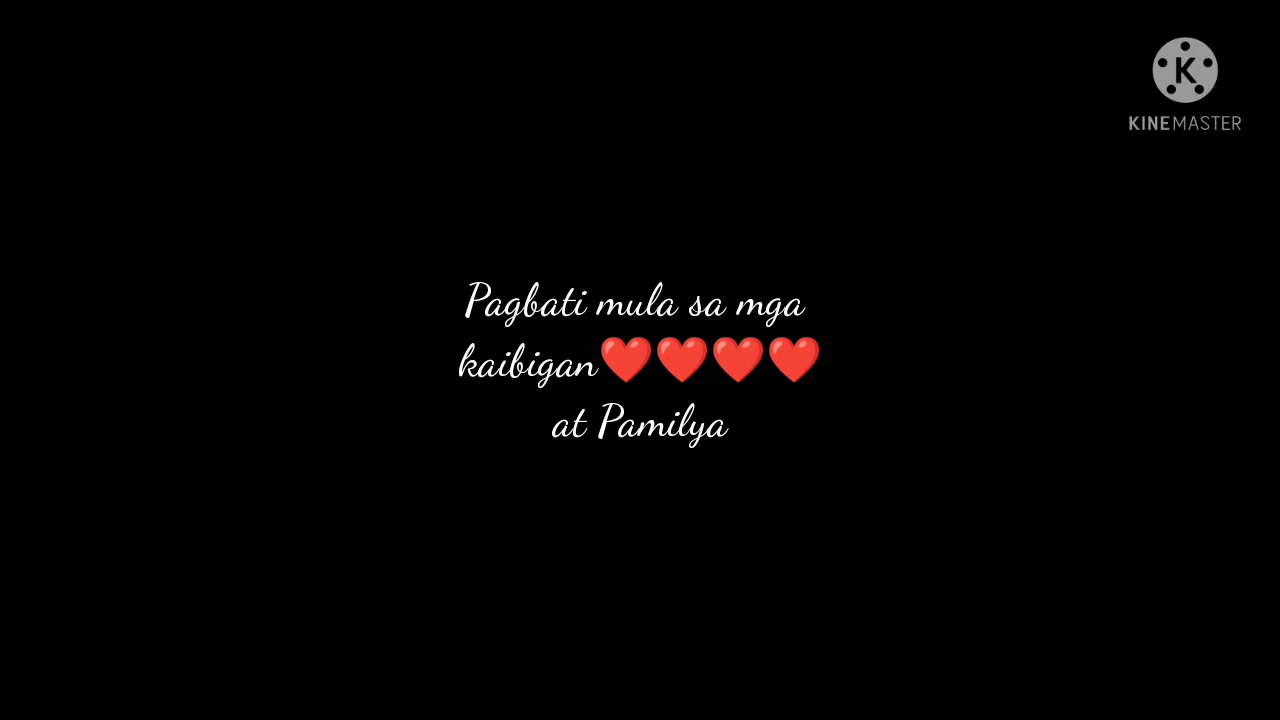 K
KINEMASTER
Pagbati mula sa mga
kaibigan❤️❤️❤️❤️
at Pamilya